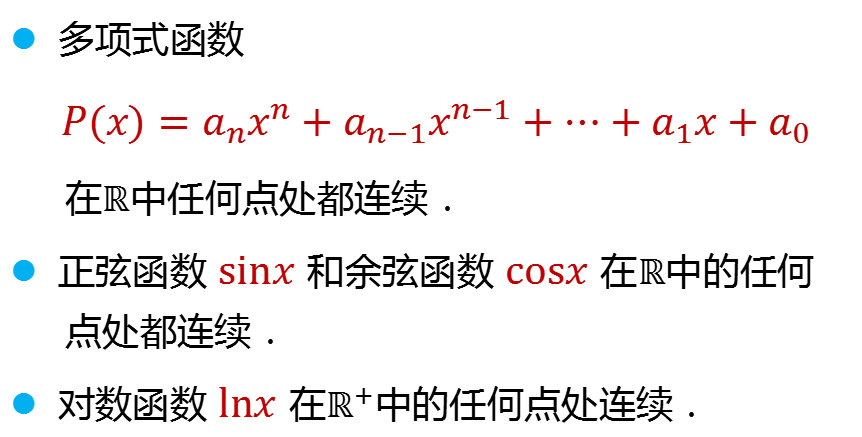 ● 多项式函数
P(x) = aₙxⁿ + aₙ₋₁xⁿ⁻¹ + ⋯ + a₁x + a₀
在ℝ中任何点处都连续．
● 正弦函数 sinx 和余弦函数 cosx 在ℝ中的任何
点处都连续．
● 对数函数 lnx 在ℝ⁺中的任何点处连续．